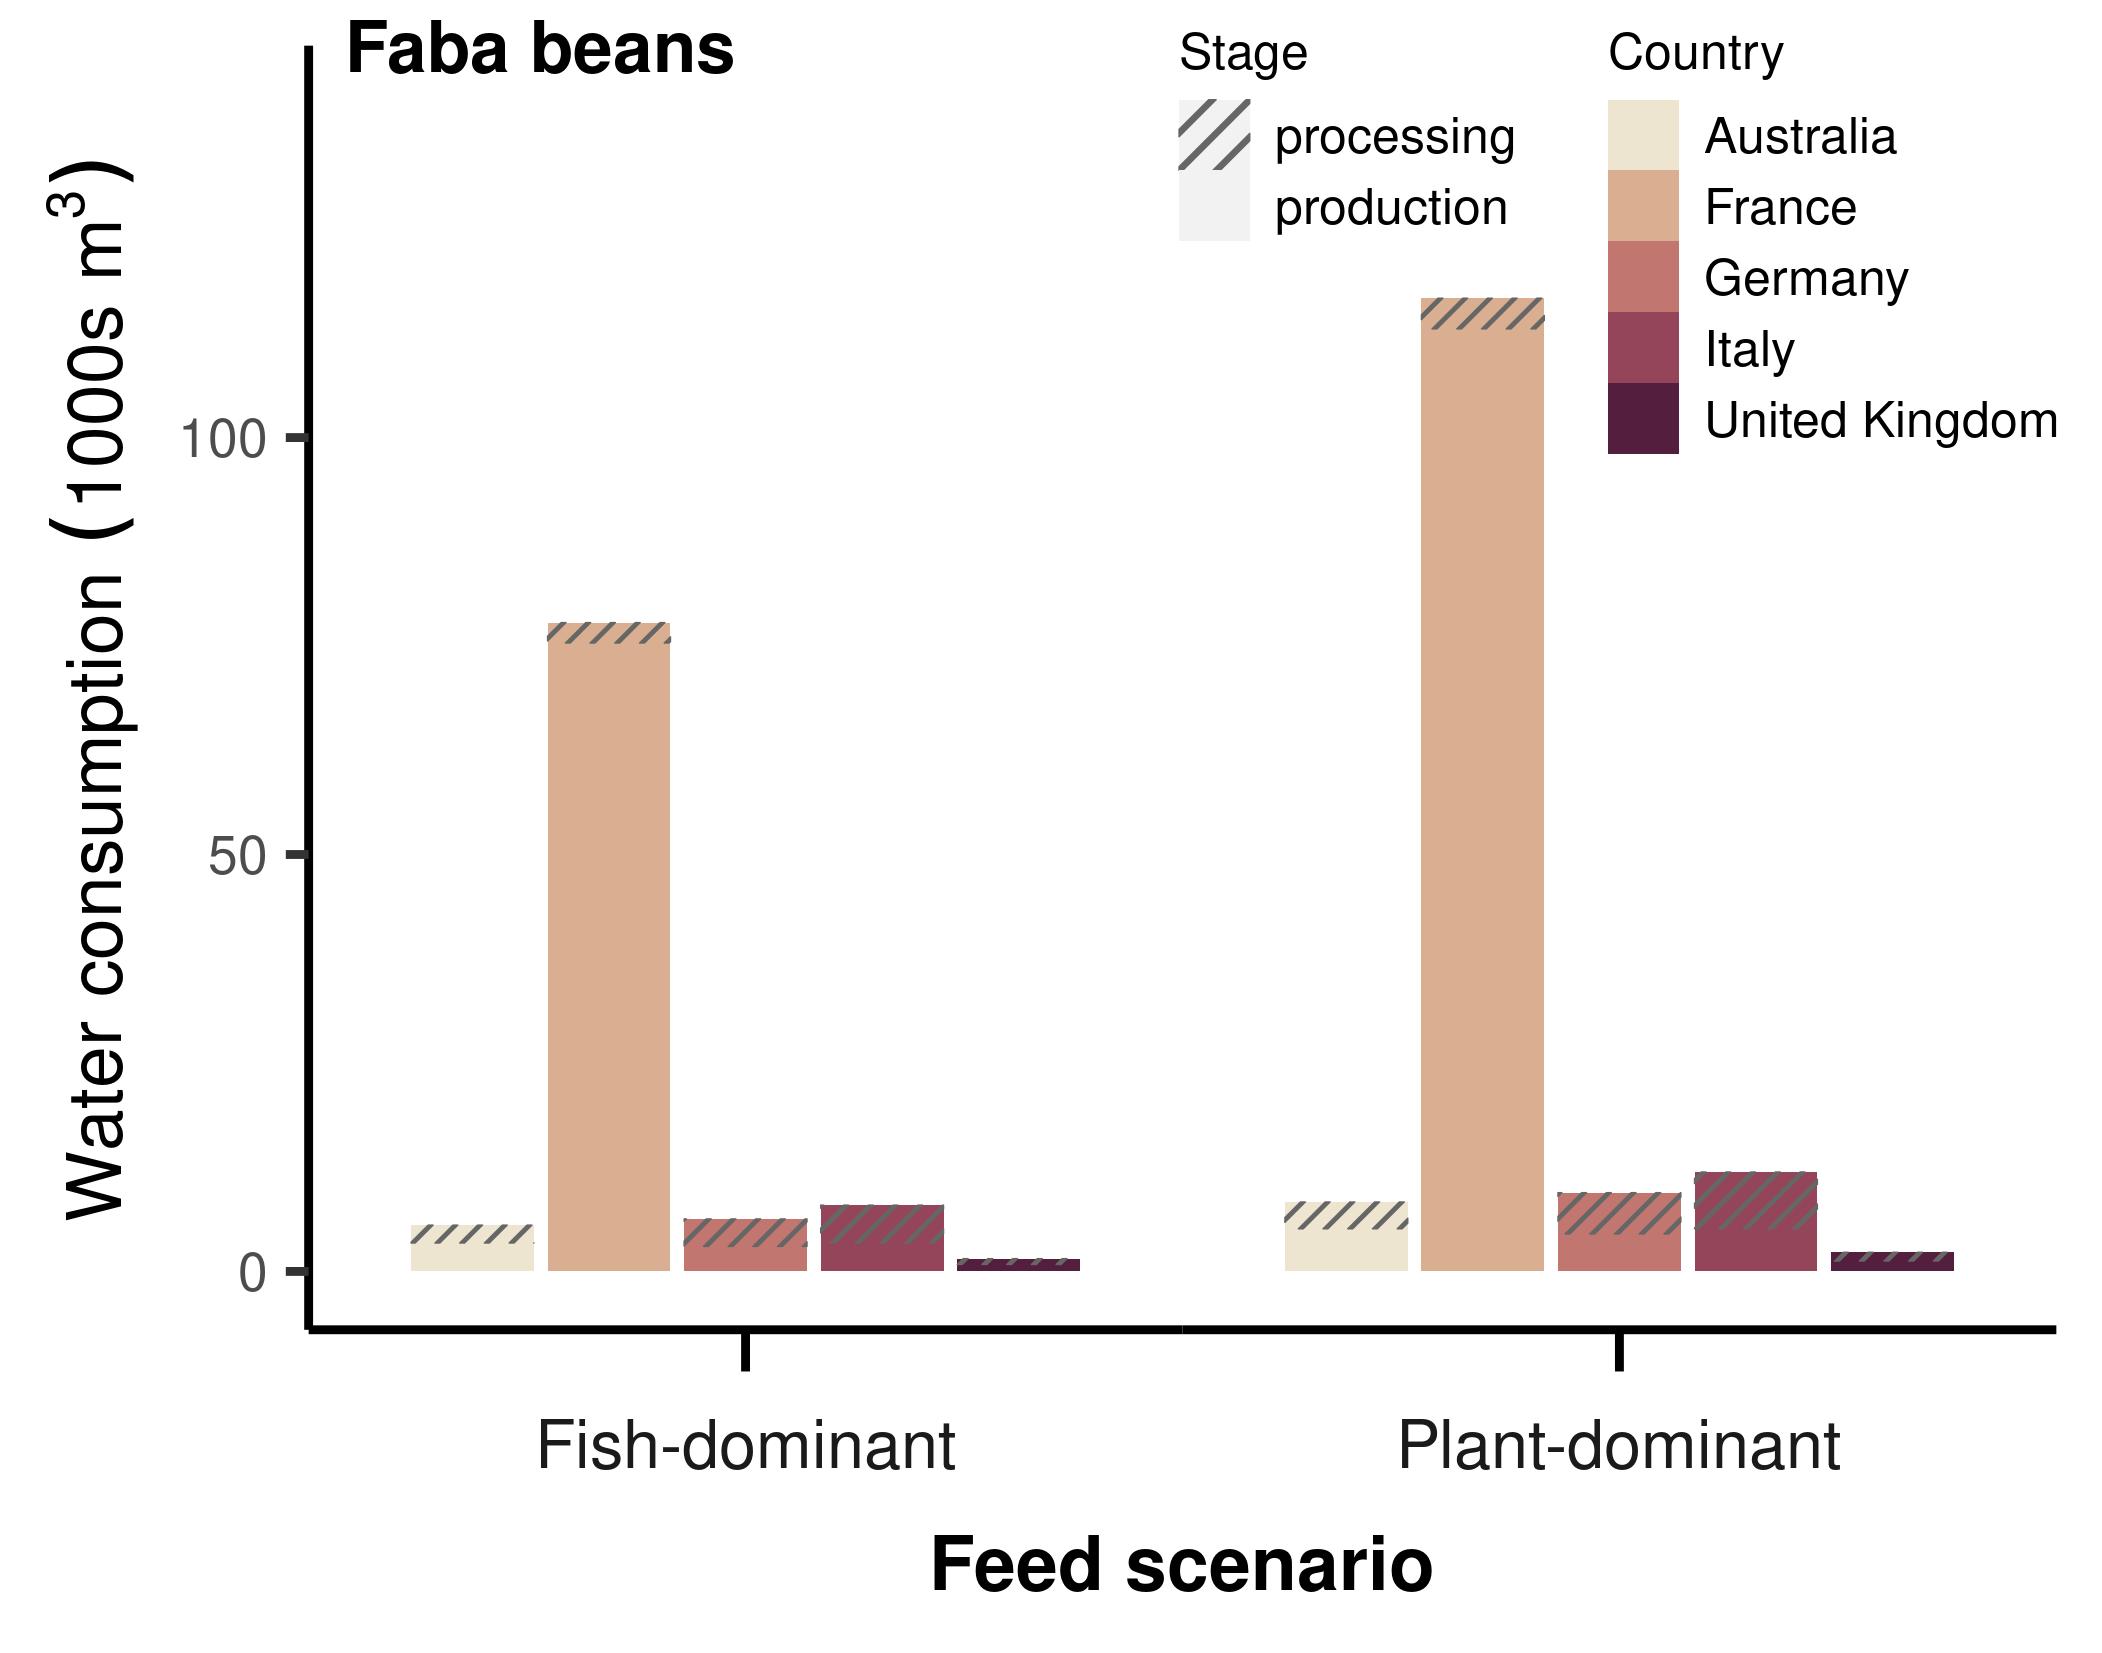 Faba beans
Stage
processing
production
Country
Australia
France
Germany
Italy
United Kingdom
Water consumption (1000s m³)
100
50
0
Fish-dominant
Plant-dominant
Feed scenario